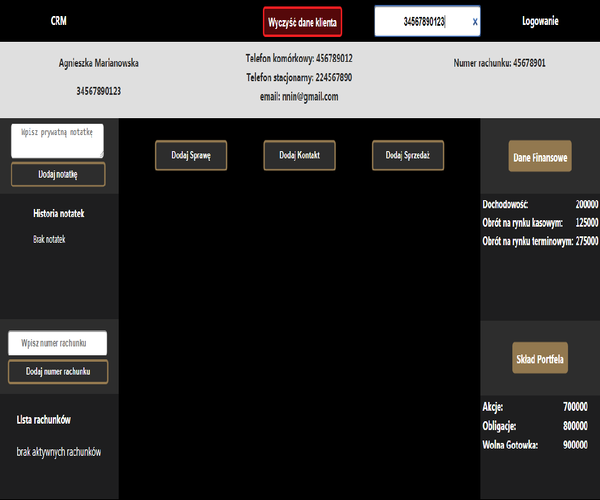 CRM
Wyczyść dane klienta
34567890123
x
Logowanie
Agnieszka Marianowska
34567890123
Telefon komórkowy: 456789012
Telefon stacjonarny: 224567890
email: nnin@gmail.com
Numer rachunku: 45678901
Wpisz prywatną notatkę
Dodaj notatkę
Historia notatek
Brak notatek
Wpisz numer rachunku
Dodaj numer rachunku
Lista rachunków
brak aktywnych rachunków
Dodaj Sprawę
Dodaj Kontakt
Dodaj Sprzedaż
Dane Finansowe
Dochodowość: 200000
Obrót na rynku kasowym: 125000
Obrót na rynku terminowym: 275000
Skład Portfela
Akcje: 700000
Obligacje: 800000
Wolna Gotowka: 900000